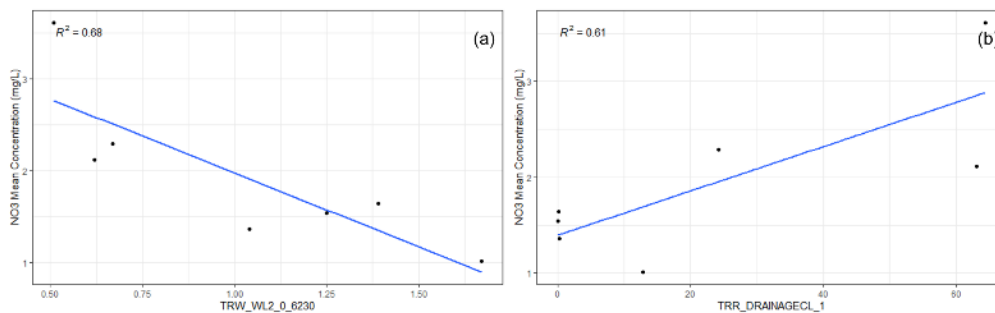 R² = 0.68
(a)
NO3 Mean Concentration (mg/L)
3
2
1
0.50
0.75
1.00
1.25
1.50
TRW_WL2_0_6230
R² = 0.61
(b)
NO3 Mean Concentration (mg/L)
3
2
1
0
20
40
60
TRR_DRAINAGECL_1